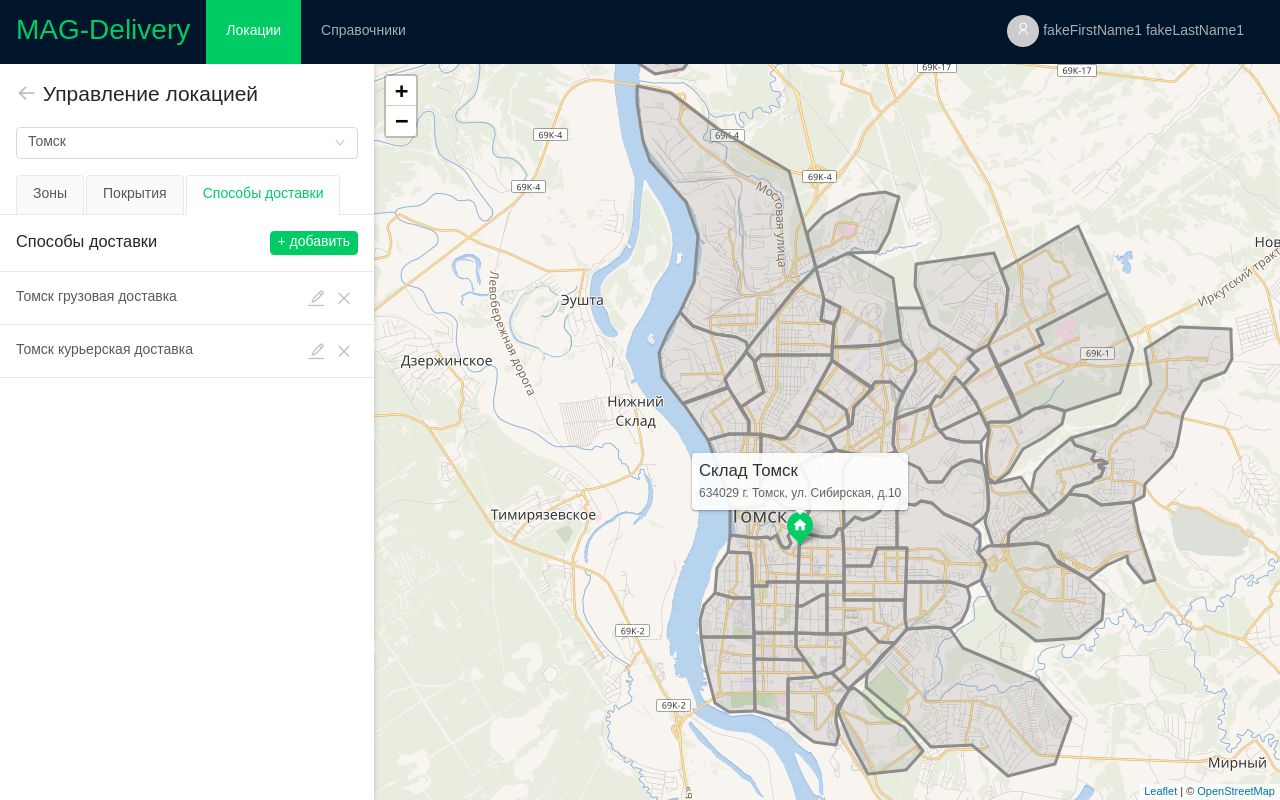 MAG-Delivery
Локации
Справочники
fakeFirstName1 fakeLastName1
Управление локацией
Томск
Зоны
Покрытия
Способы доставки
Способы доставки
+ добавить
Томск грузовая доставка
Томск курьерская доставка
+
−
69К-17
69К-17
69К-4
69К-4
69К-4
69К-4
Мостовая улица
Нов
Иркутский тракт
Левобережная дорога
Эушта
Дзержинское
69К-1
Нижний
Склад
Склад Томск
634029 г. Томск, ул. Сибирская, д.10
Томск
Тимирязевское
69К-2
69К-2
Мирный
Leaflet | © OpenStreetMap